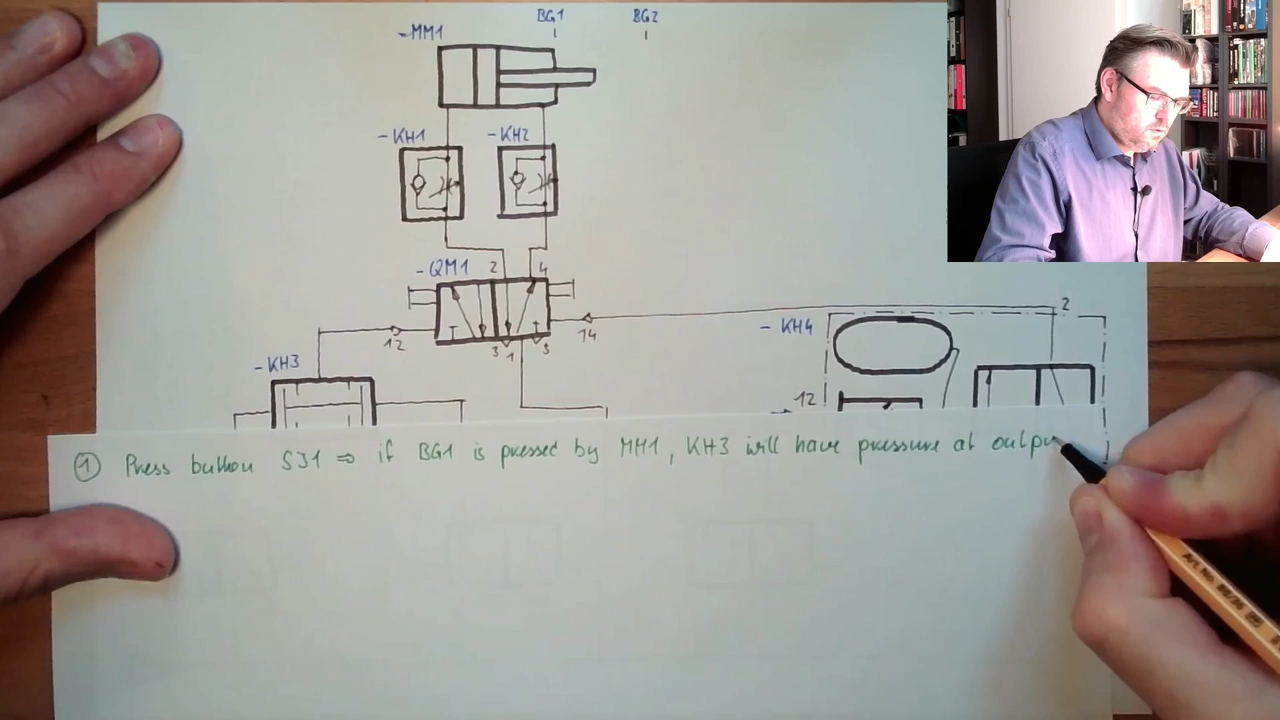 BG1 BG2
-MM1
-KH1 -KH2
-QM1 2 4
2
-KH4
12 3 1 5 14
-KH3
12
① Press button SJ1 ⇒ if BG1 is pressed by MM1, KH3 will have pressure at outpu